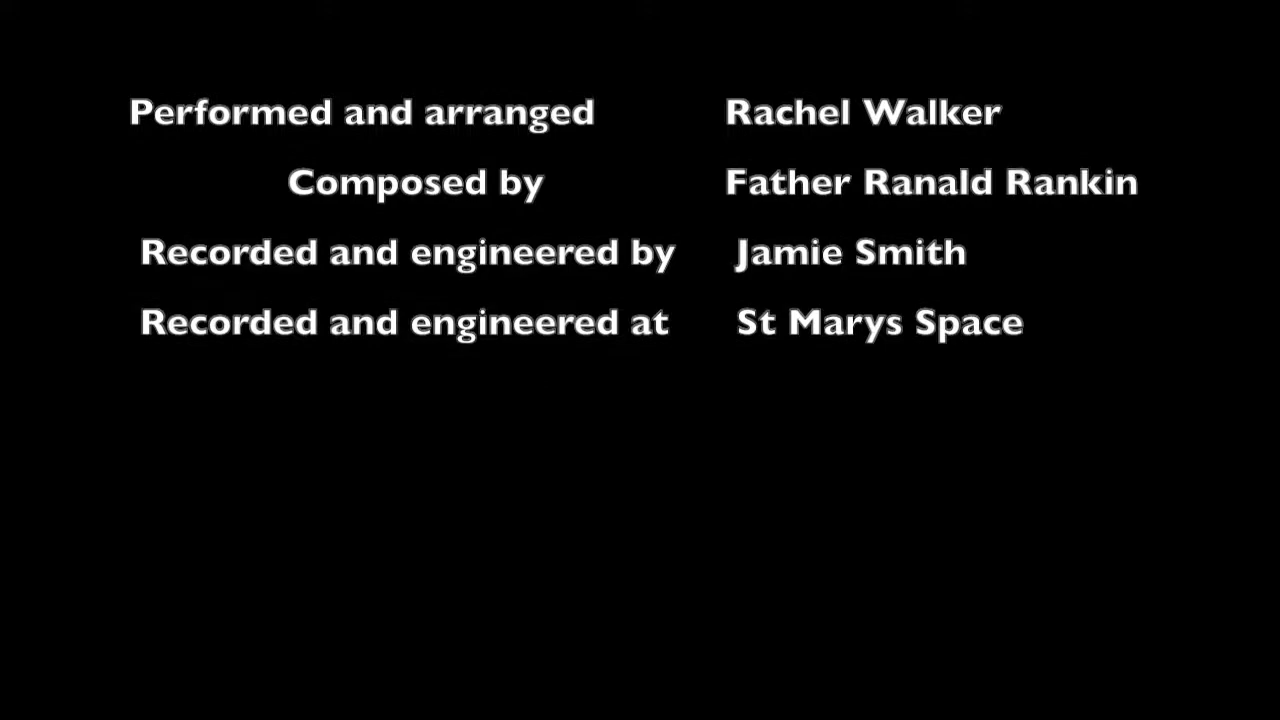 Performed and arranged Rachel Walker
Composed by Father Ranald Rankin
Recorded and engineered by Jamie Smith
Recorded and engineered at St Marys Space